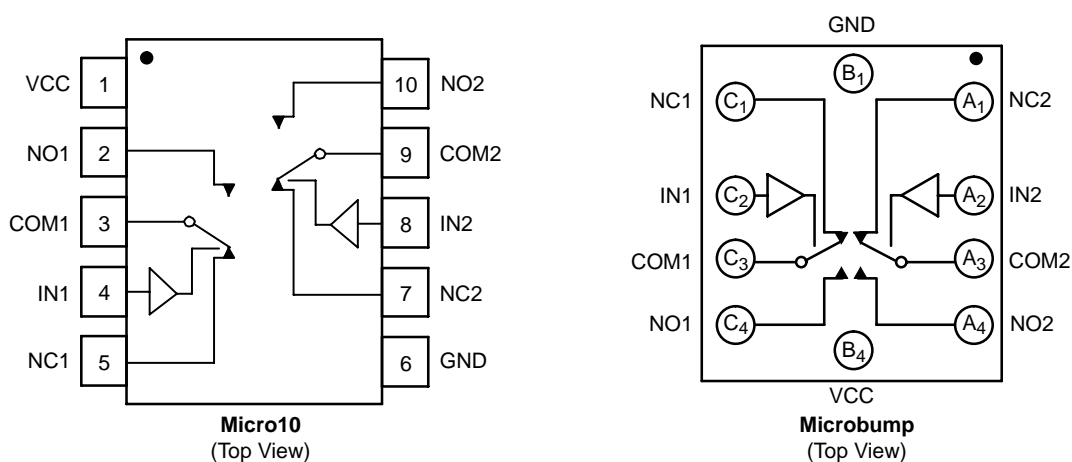 VCC 1
NO1 2
COM1 3
IN1 4
NC1 5
10 NO2
9 COM2
8 IN2
7 NC2
6 GND
Micro10
(Top View)
GND
B1
NC1 C1 A1 NC2
IN1 C2 A2 IN2
COM1 C3 A3 COM2
NO1 C4 A4 NO2
B4
VCC
Microbump
(Top View)